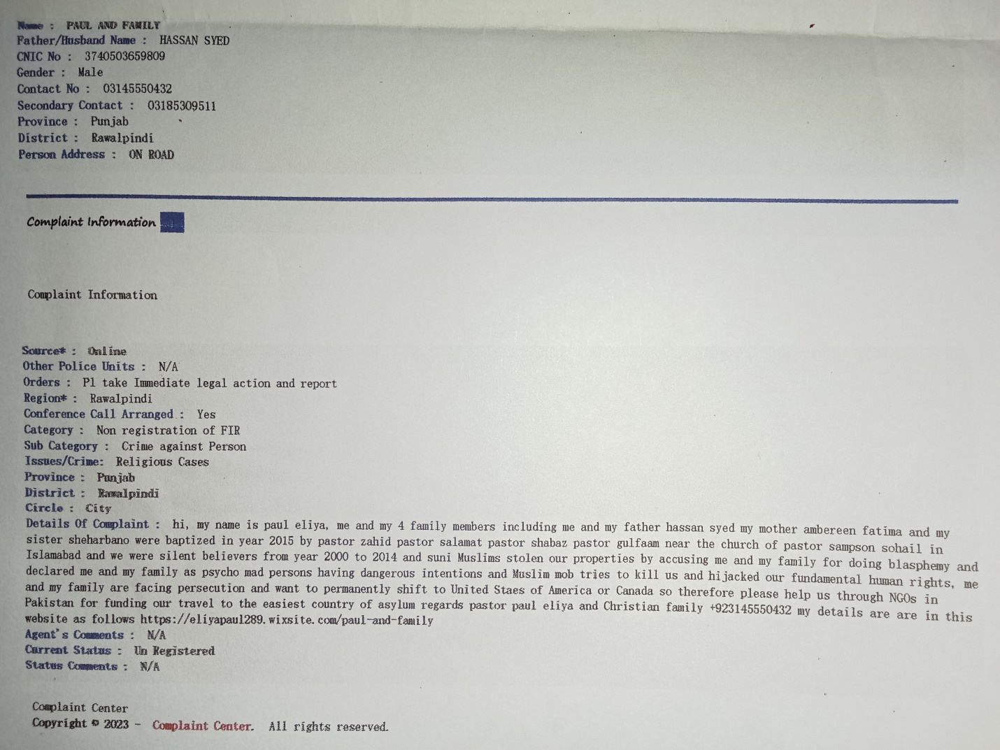 Name : PAUL AND FAMILY
Father/Husband Name : HASSAN SYED
CNIC No : 3740503659809
Gender : Male
Contact No : 03145550432
Secondary Contact : 03185309511
Province : Punjab
District : Rawalpindi
Person Address : ON ROAD
Complaint Information
Complaint Information
Source* : Online
Other Police Units : N/A
Orders : Pl take Immediate legal action and report
Region* : Rawalpindi
Conference Call Arranged : Yes
Category : Non registration of FIR
Sub Category : Crime against Person
Issues/Crime: Religious Cases
Province : Punjab
District : Rawalpindi
Circle : City
Details Of Complaint : hi, my name is paul eliya, me and my 4 family members including me and my father hassan syed my mother ambereen fatima and my
sister sheharbano were baptized in year 2015 by pastor zahid pastor salamat pastor shabaz pastor gulfaam near the church of pastor sampson sohail in
Islamabad and we were silent believers from year 2000 to 2014 and suni Muslims stolen our properties by accusing me and my family for doing blasphemy and
declared me and my family as psycho mad persons having dangerous intentions and Muslim mob tries to kill us and hijacked our fundamental human rights, me
and my family are facing persecution and want to permanently shift to United Staes of America or Canada so therefore please help us through NGOs in
Pakistan for funding our travel to the easiest country of asylum regards pastor paul eliya and Christian family +923145550432 my details are are in this
website as follows https://eliyapaul289.wixsite.com/paul-and-family
Agent's Comments : N/A
Current Status : Un Registered
Status Comments : N/A
Complaint Center
Copyright © 2023 - Complaint Center. All rights reserved.